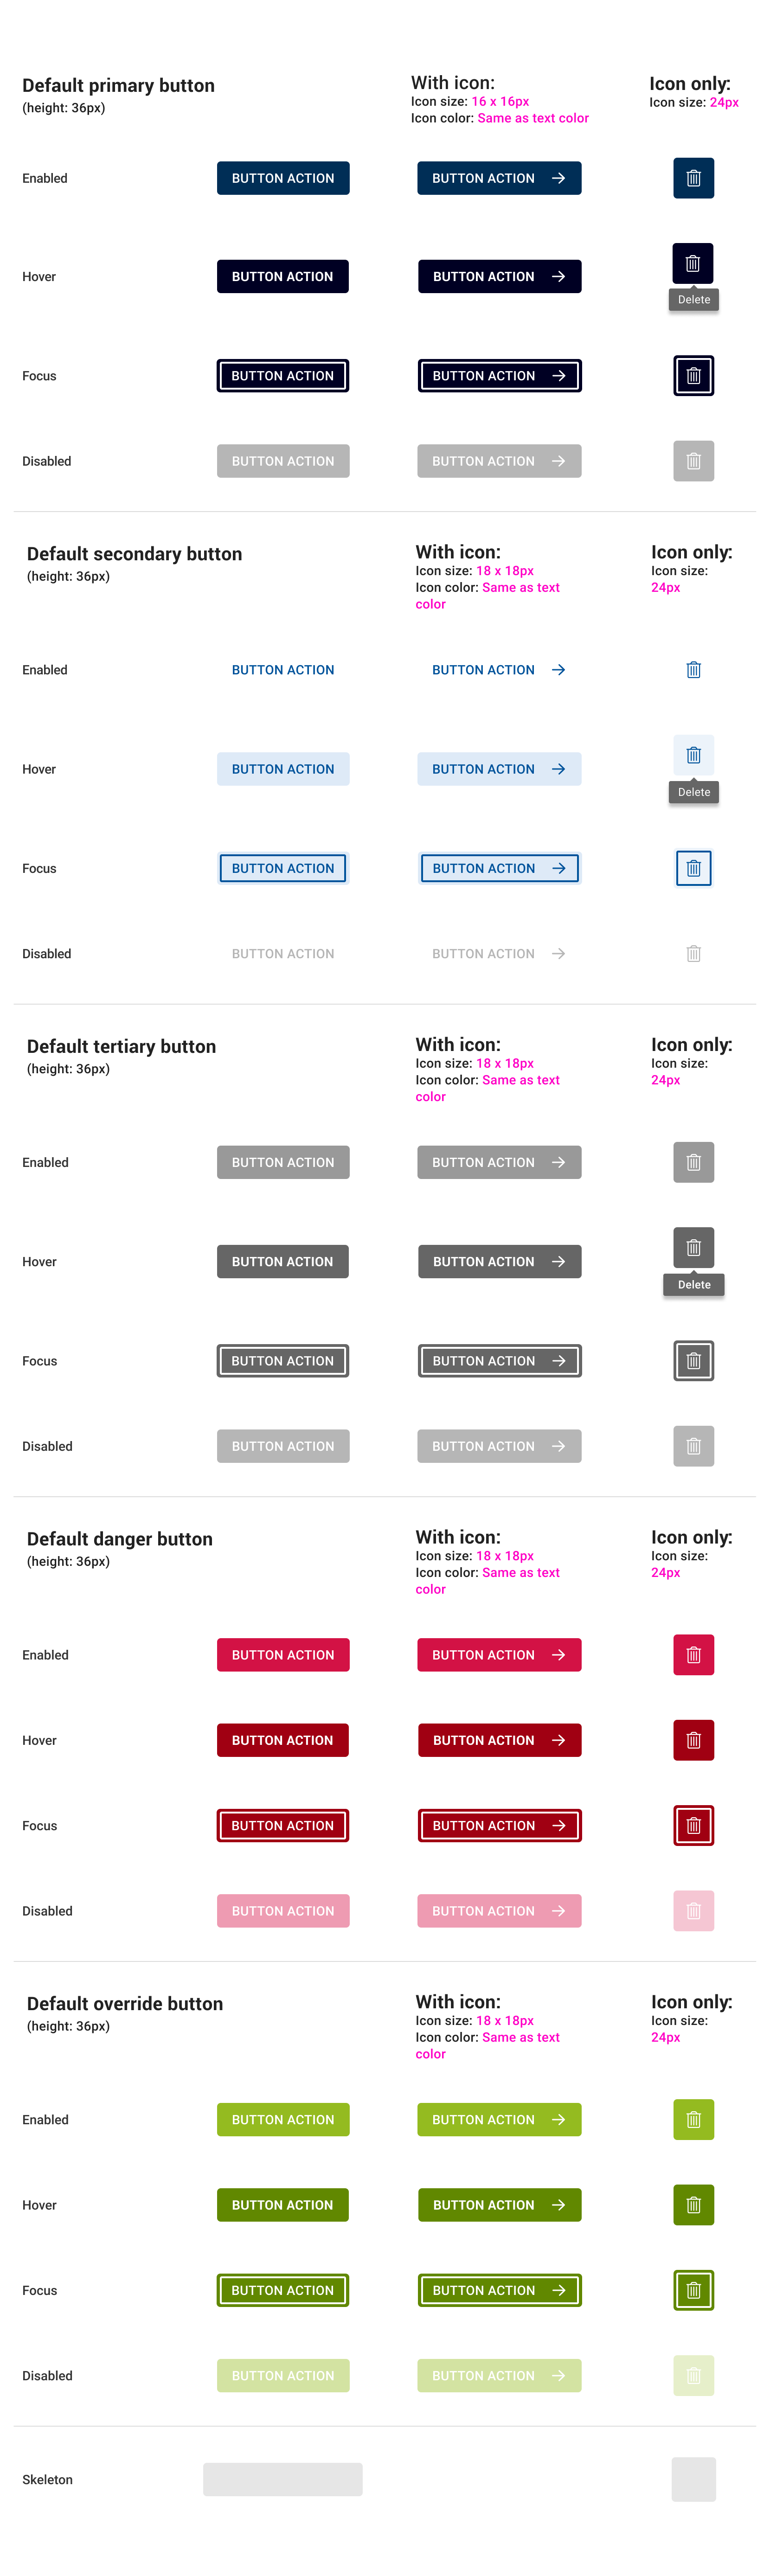 Default primary button
(height: 36px)
With icon:
Icon size: 16 x 16px
Icon color: Same as text color
Icon only:
Icon size: 24px
Enabled
BUTTON ACTION
BUTTON ACTION
Hover
BUTTON ACTION
BUTTON ACTION
Delete
Focus
BUTTON ACTION
BUTTON ACTION
Disabled
BUTTON ACTION
BUTTON ACTION
Default secondary button
(height: 36px)
With icon:
Icon size: 18 x 18px
Icon color: Same as text
color
Icon only:
Icon size:
24px
Enabled
BUTTON ACTION
BUTTON ACTION
Hover
BUTTON ACTION
BUTTON ACTION
Delete
Focus
BUTTON ACTION
BUTTON ACTION
Disabled
BUTTON ACTION
BUTTON ACTION
Default tertiary button
(height: 36px)
With icon:
Icon size: 18 x 18px
Icon color: Same as text
color
Icon only:
Icon size:
24px
Enabled
BUTTON ACTION
BUTTON ACTION
Hover
BUTTON ACTION
BUTTON ACTION
Delete
Focus
BUTTON ACTION
BUTTON ACTION
Disabled
BUTTON ACTION
BUTTON ACTION
Default danger button
(height: 36px)
With icon:
Icon size: 18 x 18px
Icon color: Same as text
color
Icon only:
Icon size:
24px
Enabled
BUTTON ACTION
BUTTON ACTION
Hover
BUTTON ACTION
BUTTON ACTION
Focus
BUTTON ACTION
BUTTON ACTION
Disabled
BUTTON ACTION
BUTTON ACTION
Default override button
(height: 36px)
With icon:
Icon size: 18 x 18px
Icon color: Same as text
color
Icon only:
Icon size:
24px
Enabled
BUTTON ACTION
BUTTON ACTION
Hover
BUTTON ACTION
BUTTON ACTION
Focus
BUTTON ACTION
BUTTON ACTION
Disabled
BUTTON ACTION
BUTTON ACTION
Skeleton